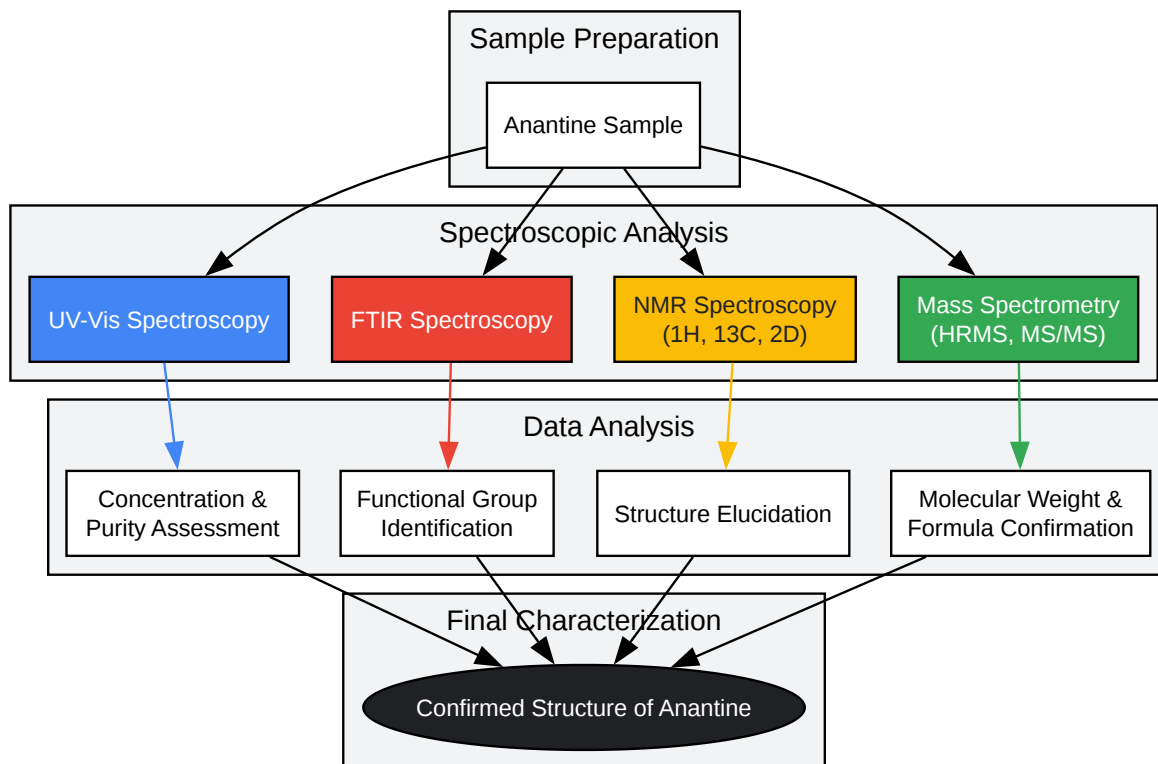 Sample Preparation
Anantine Sample
Spectroscopic Analysis
UV-Vis Spectroscopy
FTIR Spectroscopy
NMR Spectroscopy
(1H, 13C, 2D)
Mass Spectrometry
(HRMS, MS/MS)
Data Analysis
Concentration &
Purity Assessment
Functional Group
Identification
Structure Elucidation
Molecular Weight &
Formula Confirmation
Final Characterization
Confirmed Structure of Anantine